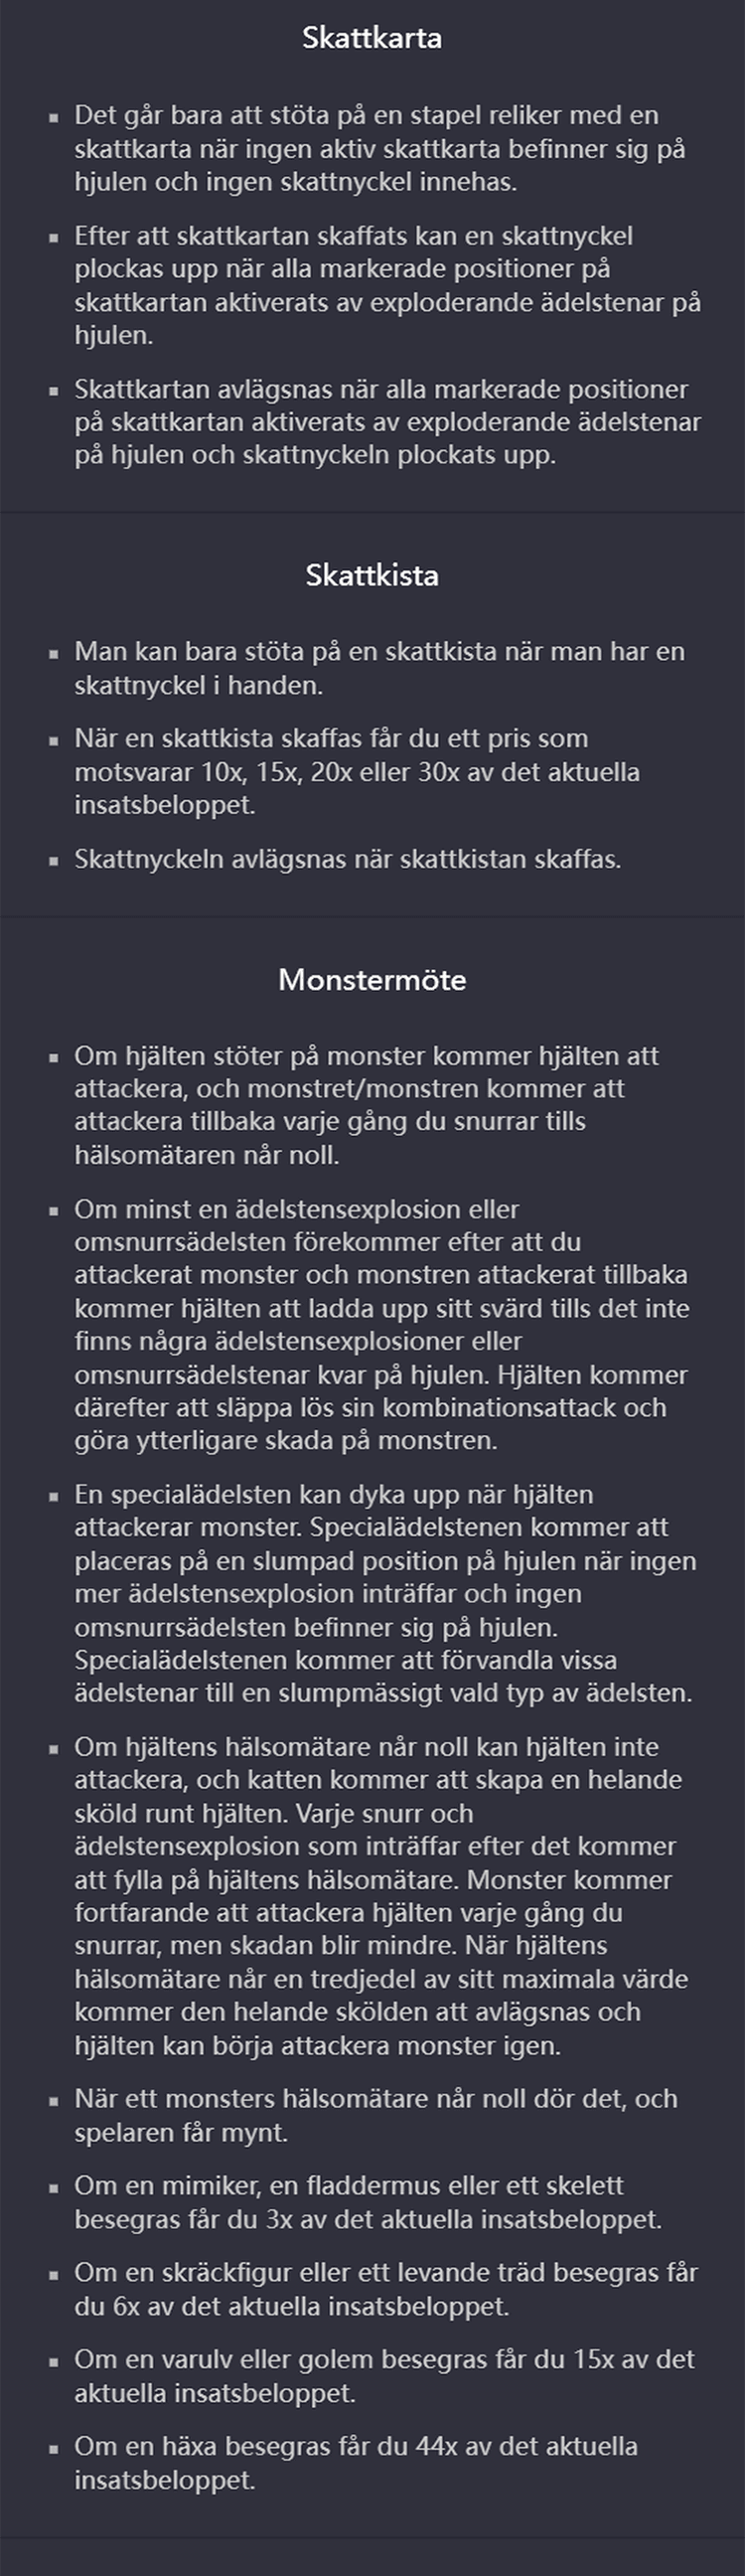 Skattkarta
▪ Det går bara att stöta på en stapel reliker med en
skattkarta när ingen aktiv skattkarta befinner sig på
hjulen och ingen skattnyckel innehas.
▪ Efter att skattkartan skaffats kan en skattnyckel
plockas upp när alla markerade positioner på
skattkartan aktiverats av exploderande ädelstenar på
hjulen.
▪ Skattkartan avlägsnas när alla markerade positioner
på skattkartan aktiverats av exploderande ädelstenar
på hjulen och skattnyckeln plockats upp.
Skattkista
▪ Man kan bara stöta på en skattkista när man har en
skattnyckel i handen.
▪ När en skattkista skaffas får du ett pris som
motsvarar 10x, 15x, 20x eller 30x av det aktuella
insatsbeloppet.
▪ Skattnyckeln avlägsnas när skattkistan skaffas.
Monstermöte
▪ Om hjälten stöter på monster kommer hjälten att
attackera, och monstret/monstren kommer att
attackera tillbaka varje gång du snurrar tills
hälsomätaren når noll.
▪ Om minst en ädelstensexplosion eller
omsnurrsädelsten förekommer efter att du
attackerat monster och monstren attackerat tillbaka
kommer hjälten att ladda upp sitt svärd tills det inte
finns några ädelstensexplosioner eller
omsnurrsädelstenar kvar på hjulen. Hjälten kommer
därefter att släppa lös sin kombinationsattack och
göra ytterligare skada på monstren.
▪ En specialädelsten kan dyka upp när hjälten
attackerar monster. Specialädelstenen kommer att
placeras på en slumpad position på hjulen när ingen
mer ädelstensexplosion inträffar och ingen
omsnurrsädelsten befinner sig på hjulen.
Specialädelstenen kommer att förvandla vissa
ädelstenar till en slumpmässigt vald typ av ädelsten.
▪ Om hjältens hälsomätare når noll kan hjälten inte
attackera, och katten kommer att skapa en helande
sköld runt hjälten. Varje snurr och
ädelstensexplosion som inträffar efter det kommer
att fylla på hjältens hälsomätare. Monster kommer
fortfarande att attackera hjälten varje gång du
snurrar, men skadan blir mindre. När hjältens
hälsomätare når en tredjedel av sitt maximala värde
kommer den helande skölden att avlägsnas och
hjälten kan börja attackera monster igen.
▪ När ett monsters hälsomätare når noll dör det, och
spelaren får mynt.
▪ Om en mimiker, en fladdermus eller ett skelett
besegras får du 3x av det aktuella insatsbeloppet.
▪ Om en skräckfigur eller ett levande träd besegras får
du 6x av det aktuella insatsbeloppet.
▪ Om en varulv eller golem besegras får du 15x av det
aktuella insatsbeloppet.
▪ Om en häxa besegras får du 44x av det aktuella
insatsbeloppet.